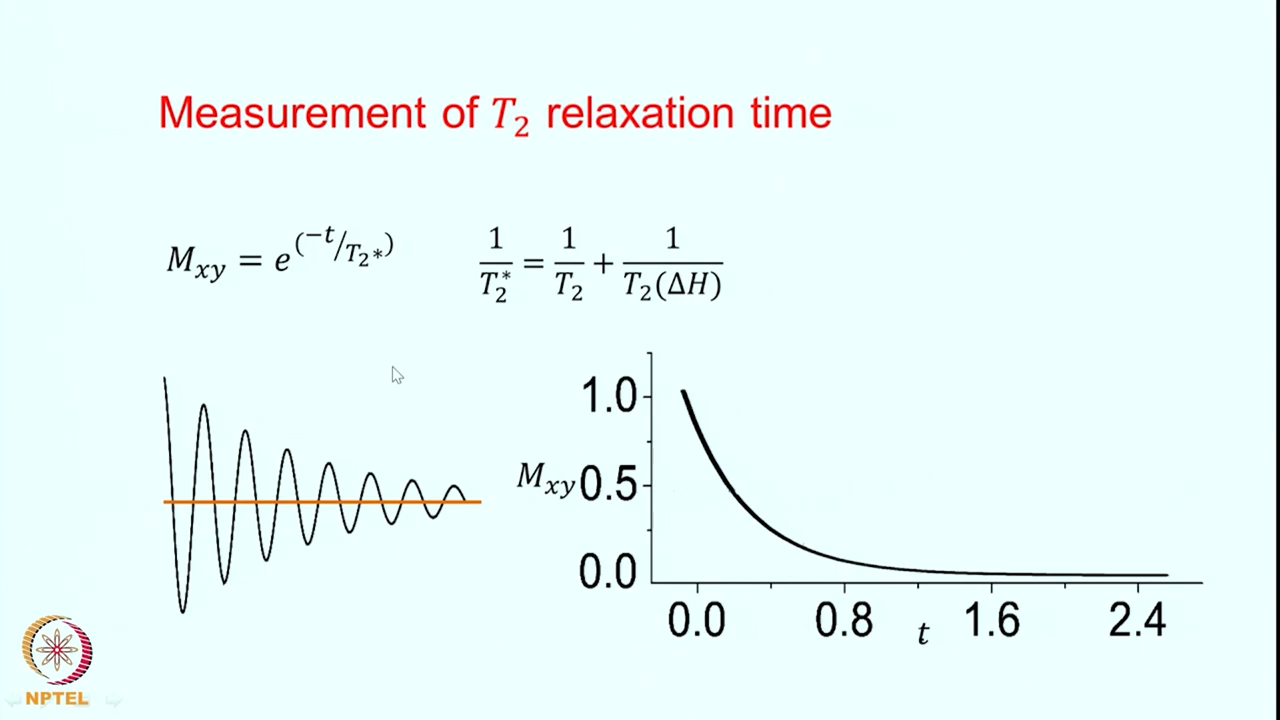 Measurement of T₂ relaxation time
M_xy = e^(−t/T₂*)
1/T₂* = 1/T₂ + 1/T₂(ΔH)
1.0
M_xy 0.5
0.0
0.0 0.8 t 1.6 2.4
NPTEL